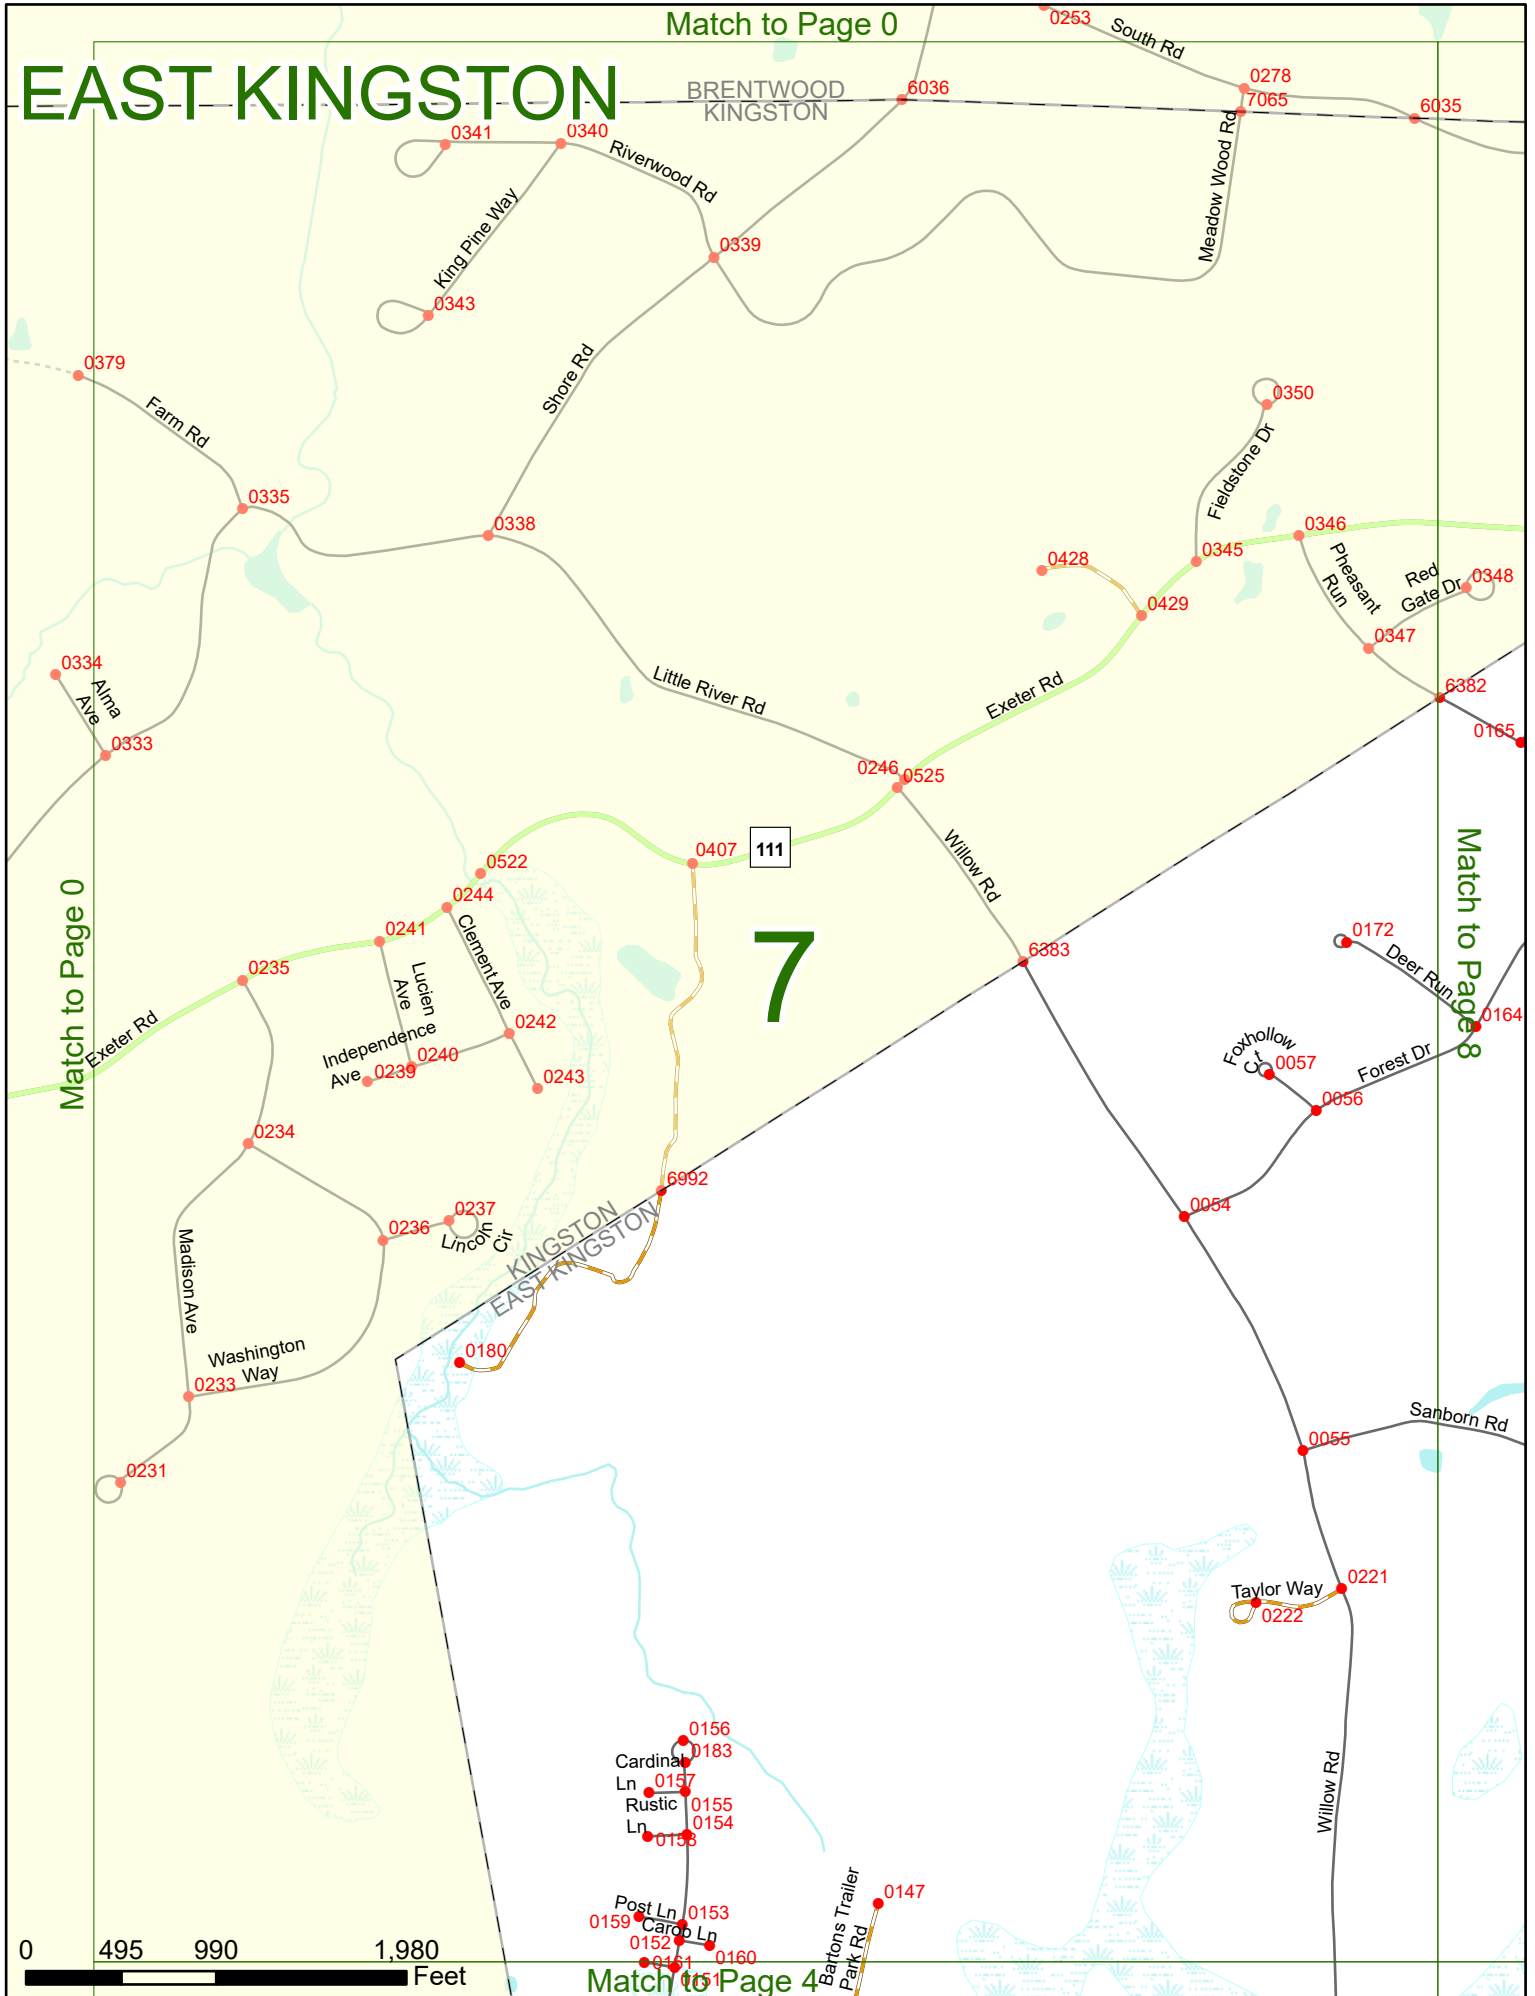 Match to Page 0
0253
South Rd
EAST KINGSTON
BRENTWOOD
KINGSTON
6036
0278
7065
6035
0341
0340
Riverwood Rd
Meadow Wood Rd
King Pine Way
0339
0343
0379
Shore Rd
Farm Rd
0350
Fieldstone Dr
0335
0338
0346
0345
0428
Pheasant
Run
Red
Gate Dr
0348
0429
0347
0334
Alma
Ave
Little River Rd
Exeter Rd
6382
0165
0333
0246
0525
111
0407
Willow Rd
0522
0244
Match to Page 0
Match to Page 8
0241
Clement Ave
7
0172
Deer Run
0235
Lucien
Ave
6383
0164
Exeter Rd
Independence
Ave
0242
0240
0239
0243
Foxhollow
Ct
0057
Forest Dr
0056
0234
6992
0237
0236
Lincoln
Cir
KINGSTON
EAST KINGSTON
0054
Madison Ave
Washington
Way
0180
0233
Sanborn Rd
0055
0231
Taylor Way
0221
0222
0156
Cardinal
Ln
0183
0157
Rustic
Ln
0155
0154
0158
Willow Rd
Bartons Trailer
Park Rd
0147
Post Ln
0159
0153
Carob Ln
0152
0160
0161
0151
0
495
990
1,980
Feet
Match to Page 4